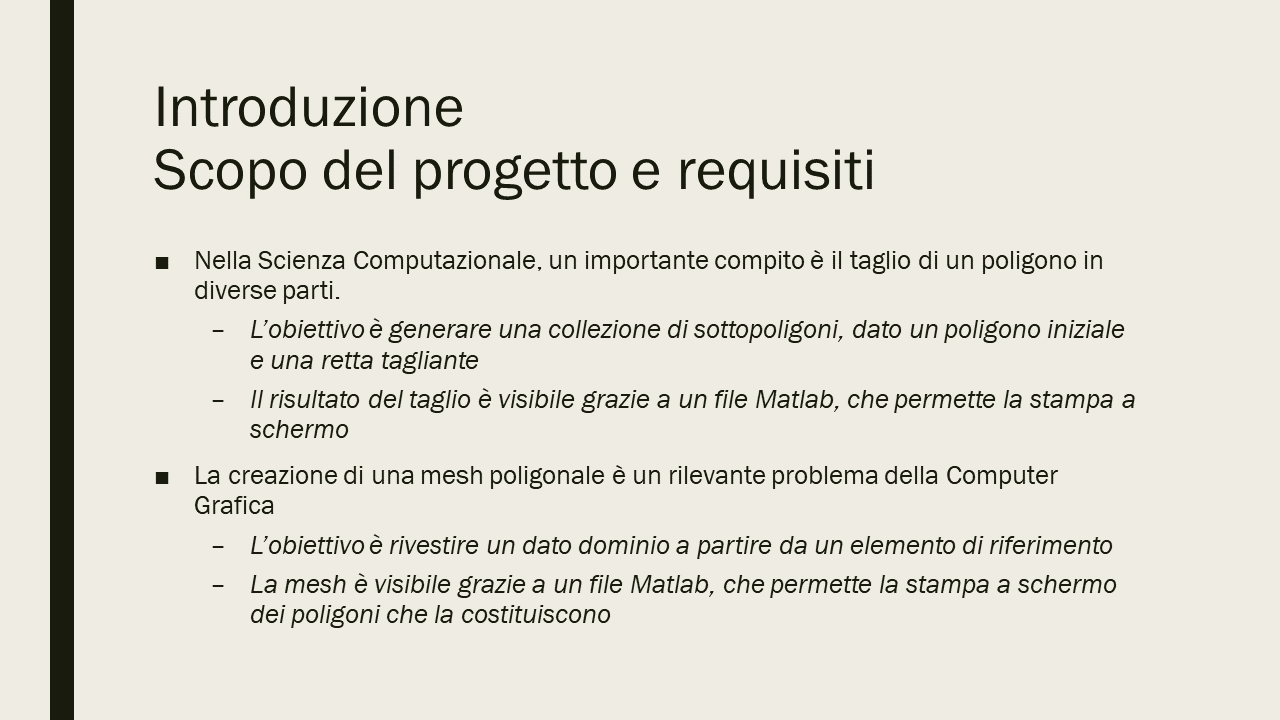 Introduzione
Scopo del progetto e requisiti
■ Nella Scienza Computazionale, un importante compito è il taglio di un poligono in
diverse parti.
– L’obiettivo è generare una collezione di sottopoligoni, dato un poligono iniziale
e una retta tagliante
– Il risultato del taglio è visibile grazie a un file Matlab, che permette la stampa a
schermo
■ La creazione di una mesh poligonale è un rilevante problema della Computer
Grafica
– L’obiettivo è rivestire un dato dominio a partire da un elemento di riferimento
– La mesh è visibile grazie a un file Matlab, che permette la stampa a schermo
dei poligoni che la costituiscono